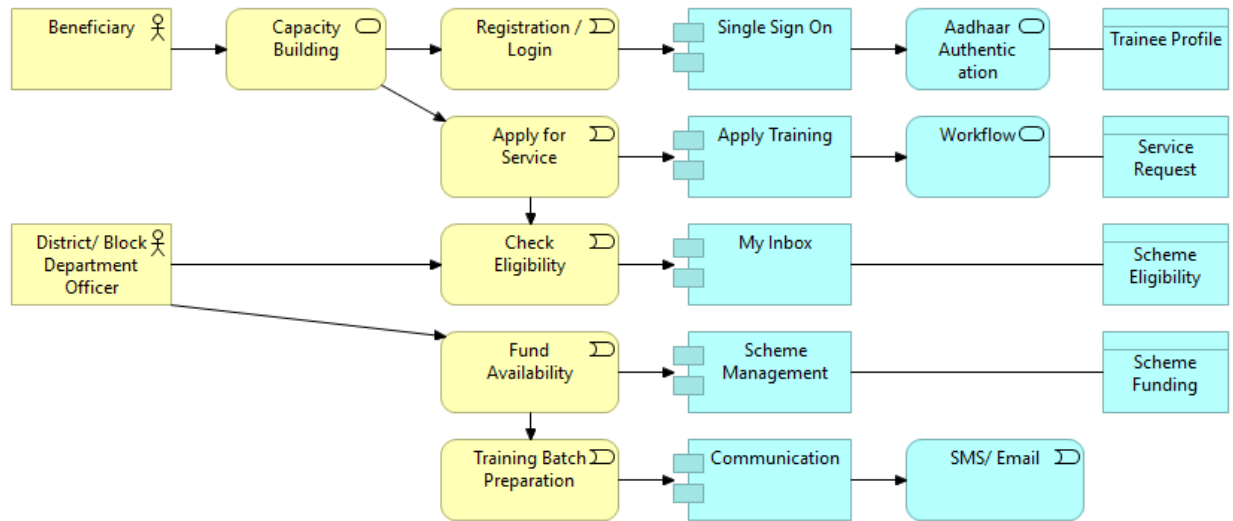 Beneficiary
Capacity
Building
Registration /
Login
Single Sign On
Aadhaar
Authentic
ation
Trainee Profile
Apply for
Service
Apply Training
Workflow
Service
Request
District/ Block
Department
Officer
Check
Eligibility
My Inbox
Scheme
Eligibility
Fund
Availability
Scheme
Management
Scheme
Funding
Training Batch
Preparation
Communication
SMS/ Email